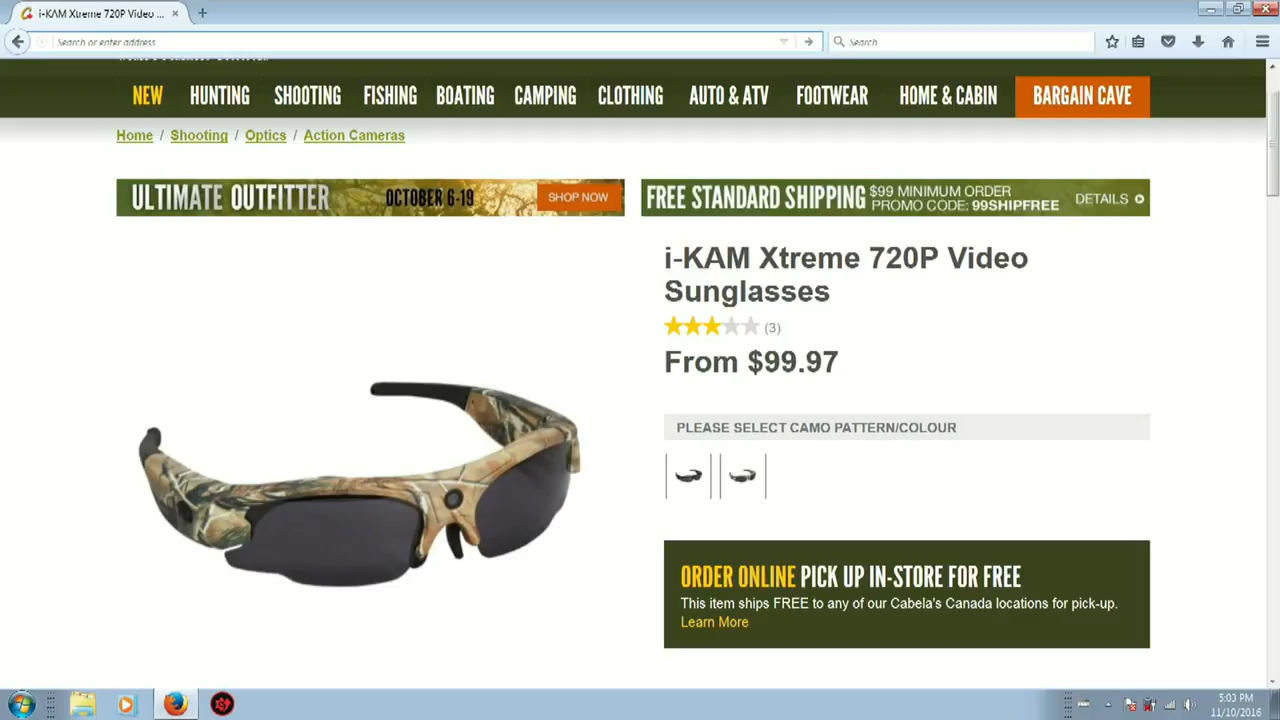 i-KAM Xtreme 720P Video ...
Search or enter address
Search
NEW HUNTING SHOOTING FISHING BOATING CAMPING CLOTHING AUTO & ATV FOOTWEAR HOME & CABIN BARGAIN CAVE
Home / Shooting / Optics / Action Cameras
ULTIMATE OUTFITTER OCTOBER 6-19 SHOP NOW
FREE STANDARD SHIPPING $99 MINIMUM ORDER
PROMO CODE: 99SHIPFREE
DETAILS
i-KAM Xtreme 720P Video
Sunglasses
(3)
From $99.97
PLEASE SELECT CAMO PATTERN/COLOUR
ORDER ONLINE PICK UP IN-STORE FOR FREE
This item ships FREE to any of our Cabela's Canada locations for pick-up.
Learn More
5:03 PM
11/10/2016